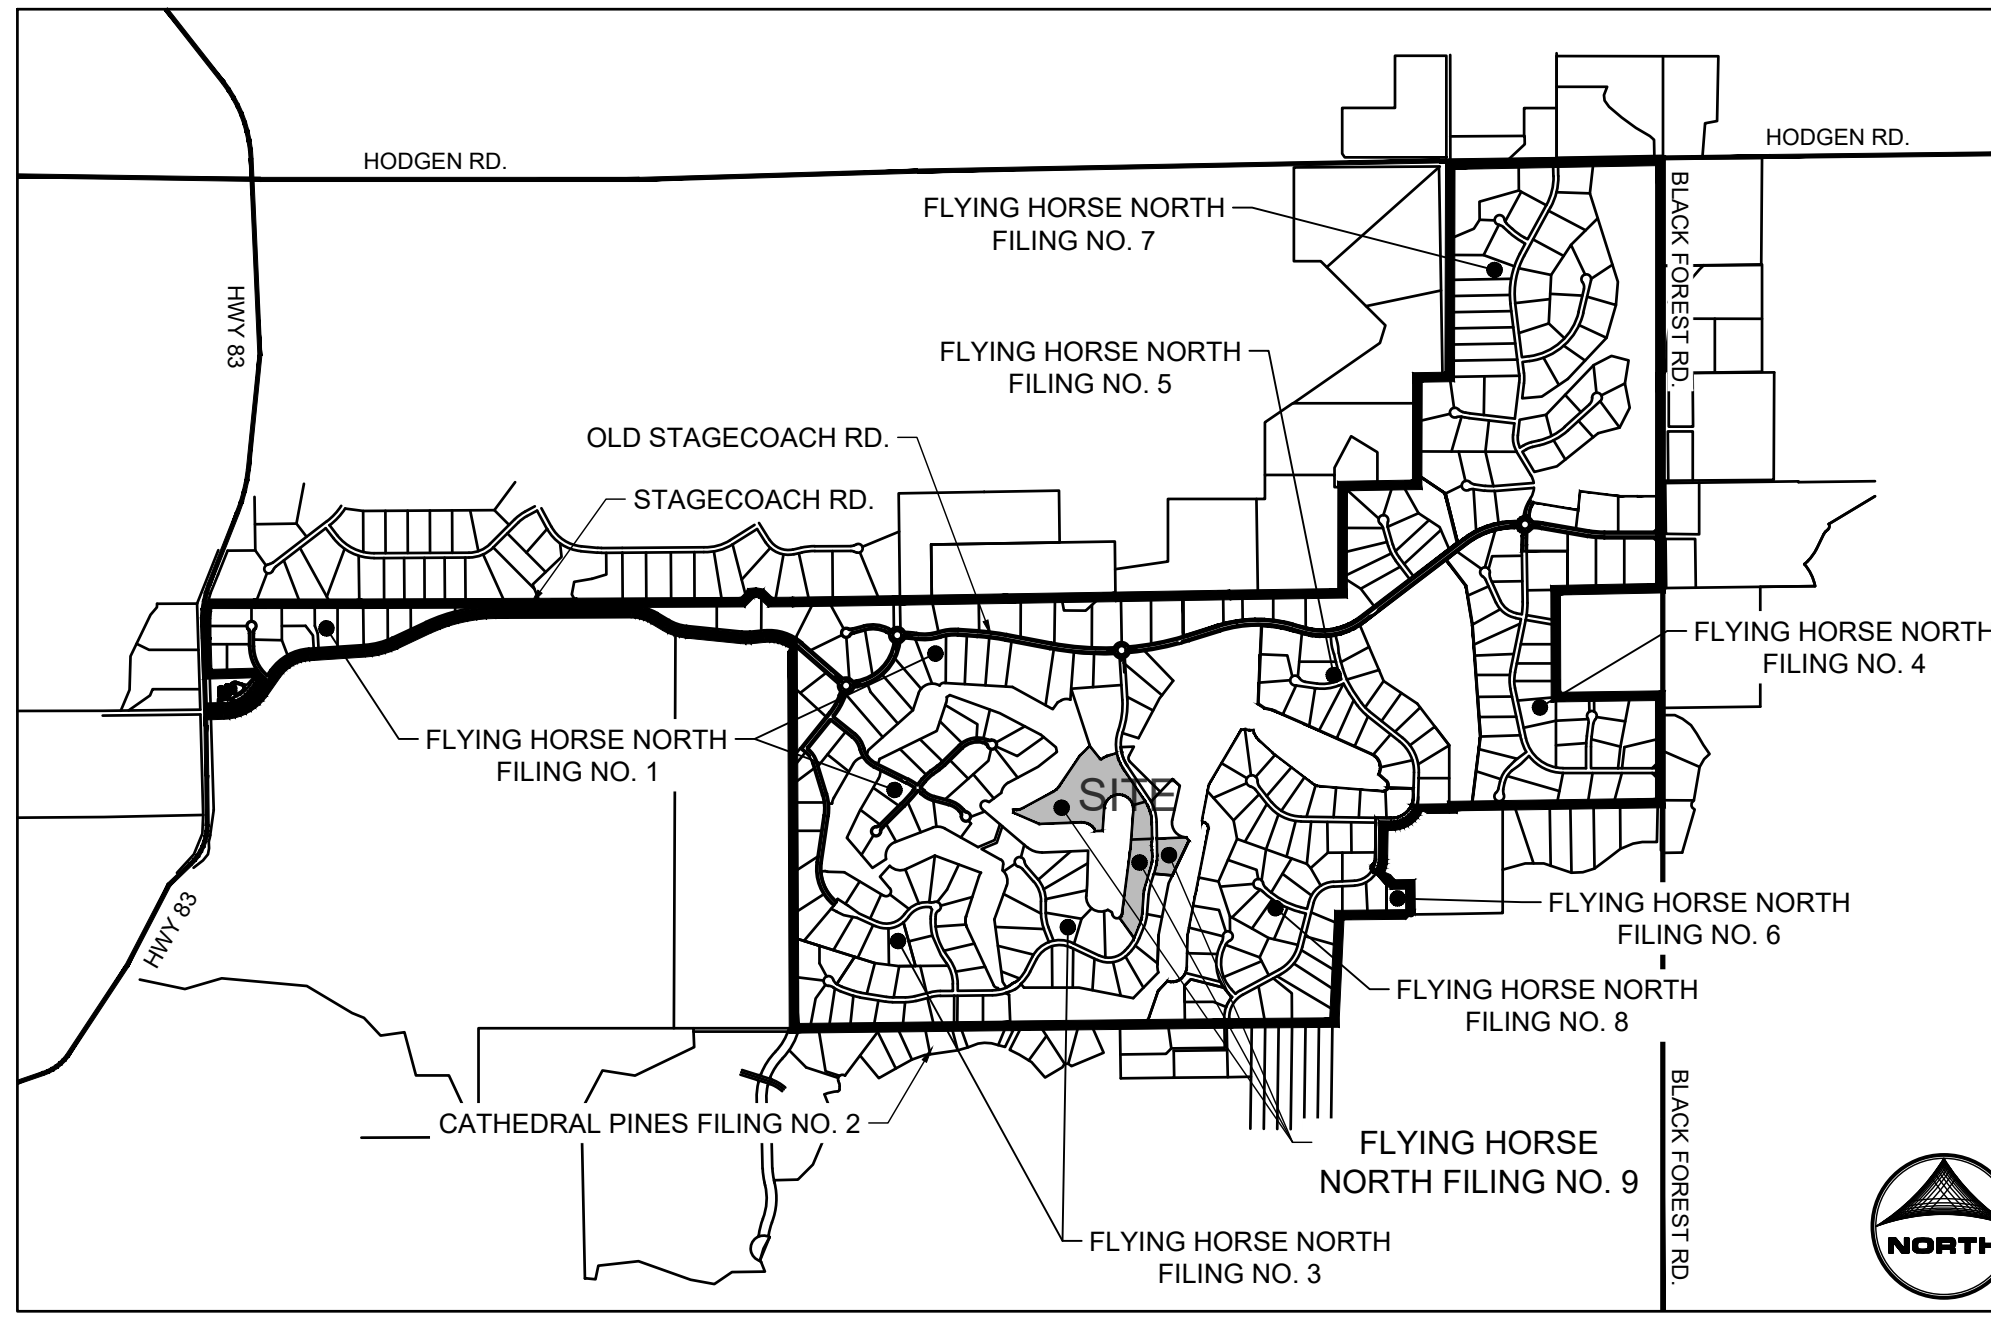 HODGEN RD.
HODGEN RD.
FLYING HORSE NORTH
FILING NO. 7
BLACK FOREST RD.
HWY 83
FLYING HORSE NORTH
FILING NO. 5
OLD STAGECOACH RD.
STAGECOACH RD.
FLYING HORSE NORTH
FILING NO. 4
FLYING HORSE NORTH
FILING NO. 1
SITE
HWY 83
FLYING HORSE NORTH
FILING NO. 6
FLYING HORSE NORTH
FILING NO. 8
CATHEDRAL PINES FILING NO. 2
FLYING HORSE
NORTH FILING NO. 9
BLACK FOREST RD.
FLYING HORSE NORTH
FILING NO. 3
NORTH